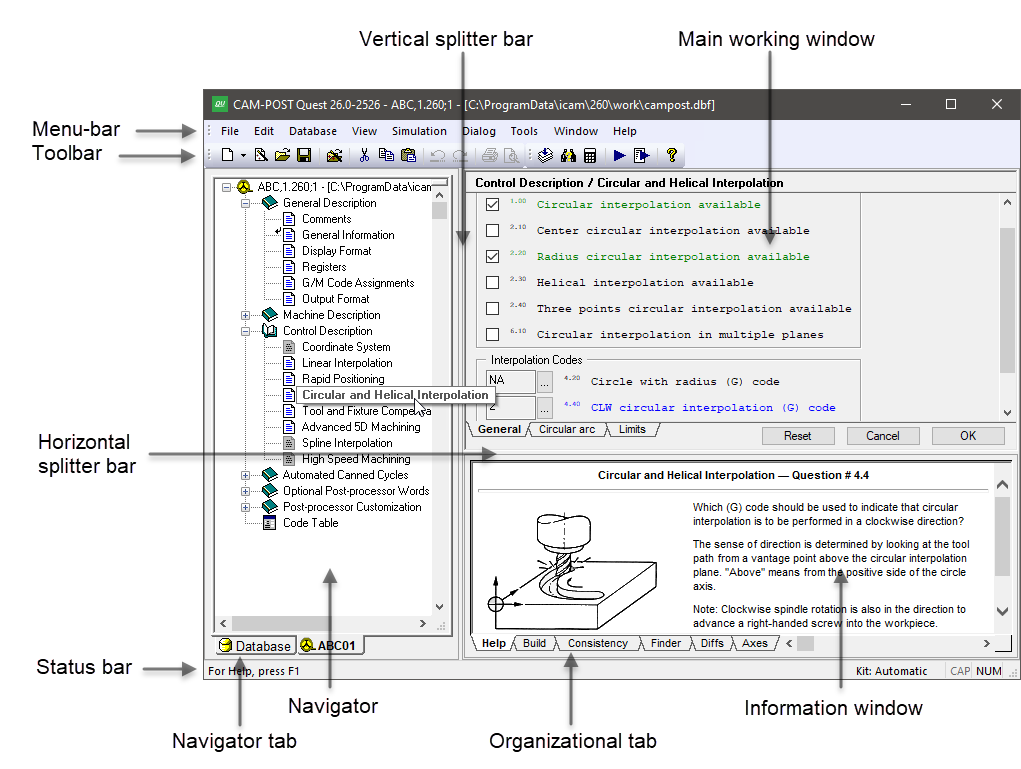 Vertical splitter bar
Main working window
CAM-POST Quest 26.0-2526 - ABC,1.260;1 - [C:\ProgramData\icam\260\work\campost.dbf]
Menu-bar
File Edit Database View Simulation Dialog Tools Window Help
Toolbar
ABC,1.260;1 - [C:\ProgramData\icam
General Description
Comments
General Information
Display Format
Registers
G/M Code Assignments
Output Format
Machine Description
Control Description
Coordinate System
Linear Interpolation
Rapid Positioning
Circular and Helical Interpolation
Tool and Fixture Compensa
Advanced 5D Machining
Spline Interpolation
High Speed Machining
Automated Canned Cycles
Optional Post-processor Words
Post-processor Customization
Code Table
Control Description / Circular and Helical Interpolation
1.00 Circular interpolation available
2.10 Center circular interpolation available
2.20 Radius circular interpolation available
2.30 Helical interpolation available
2.40 Three points circular interpolation available
6.10 Circular interpolation in multiple planes
Interpolation Codes
NA ... 4.20 Circle with radius (G) code
2 ... 4.40 CLW circular interpolation (G) code
General Circular arc Limits
Reset Cancel OK
Horizontal
splitter bar
Circular and Helical Interpolation — Question # 4.4
Which (G) code should be used to indicate that circular
interpolation is to be performed in a clockwise direction?
The sense of direction is determined by looking at the tool
path from a vantage point above the circular interpolation
plane. "Above" means from the positive side of the circle
axis.
Note: Clockwise spindle rotation is also in the direction to
advance a right-handed screw into the workpiece.
Help Build Consistency Finder Diffs Axes
Database ABC01
Status bar
For Help, press F1
Kit: Automatic CAP NUM
Navigator
Information window
Navigator tab
Organizational tab